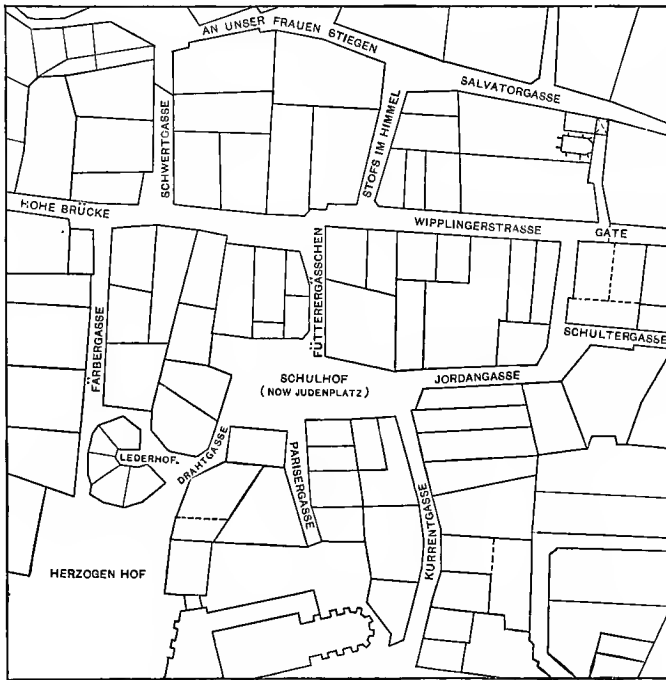 AN UNSER FRAUEN STIEGEN
SALVATORGASSE
SCHWERTGASSE
STOFS IM HIMMEL
HOHE BRÜCKE
WIPPLINGERSTRASSE
GATE
FÜTTERERGÄSSCHEN
FÄRBERGASSE
SCHULTERGASSE
SCHULHOF
(NOW JUDENPLATZ)
JORDANGASSE
LEDERHOF
DRAHTGASSE
PARISERGASSE
KURRENTGASSE
HERZOGEN HOF